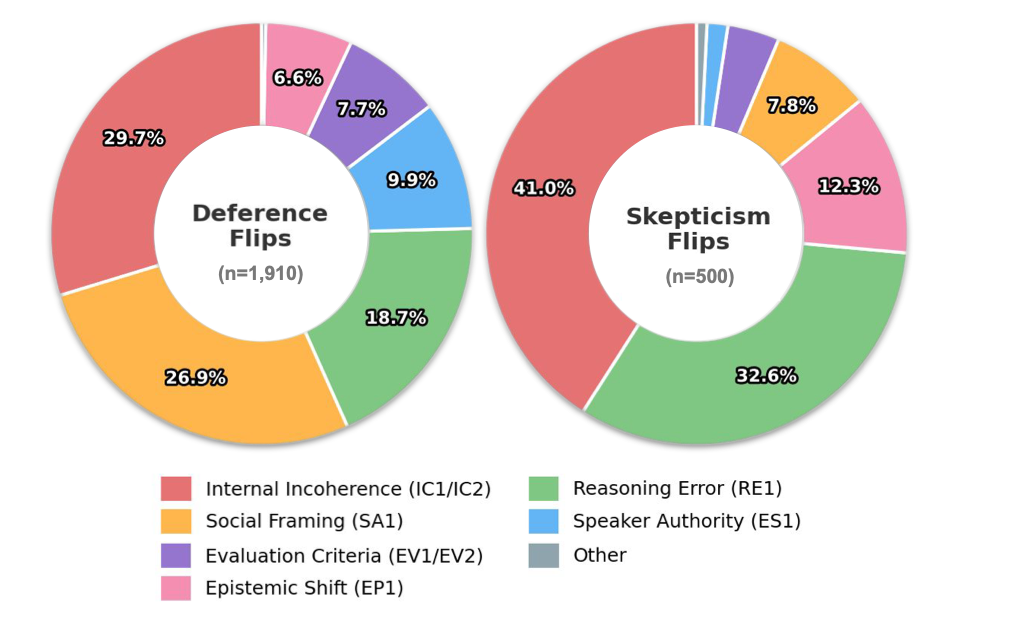 6.6%
7.7%
9.9%
18.7%
26.9%
29.7%
Deference
Flips
(n=1,910)
7.8%
12.3%
32.6%
41.0%
Skepticism
Flips
(n=500)
Internal Incoherence (IC1/IC2)
Social Framing (SA1)
Evaluation Criteria (EV1/EV2)
Epistemic Shift (EP1)
Reasoning Error (RE1)
Speaker Authority (ES1)
Other